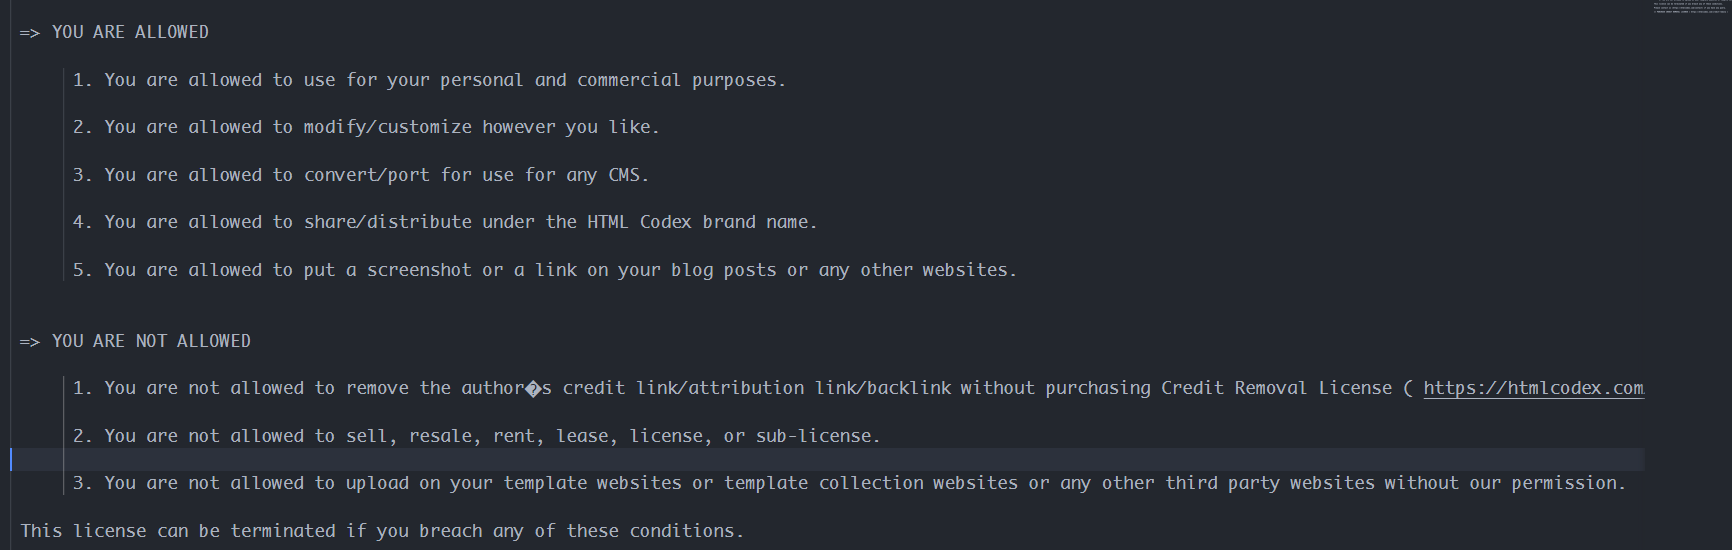 => YOU ARE ALLOWED
1. You are allowed to use for your personal and commercial purposes.
2. You are allowed to modify/customize however you like.
3. You are allowed to convert/port for use for any CMS.
4. You are allowed to share/distribute under the HTML Codex brand name.
5. You are allowed to put a screenshot or a link on your blog posts or any other websites.
=> YOU ARE NOT ALLOWED
1. You are not allowed to remove the author�s credit link/attribution link/backlink without purchasing Credit Removal License ( https://htmlcodex.com
2. You are not allowed to sell, resale, rent, lease, license, or sub-license.
3. You are not allowed to upload on your template websites or template collection websites or any other third party websites without our permission.
This license can be terminated if you breach any of these conditions.